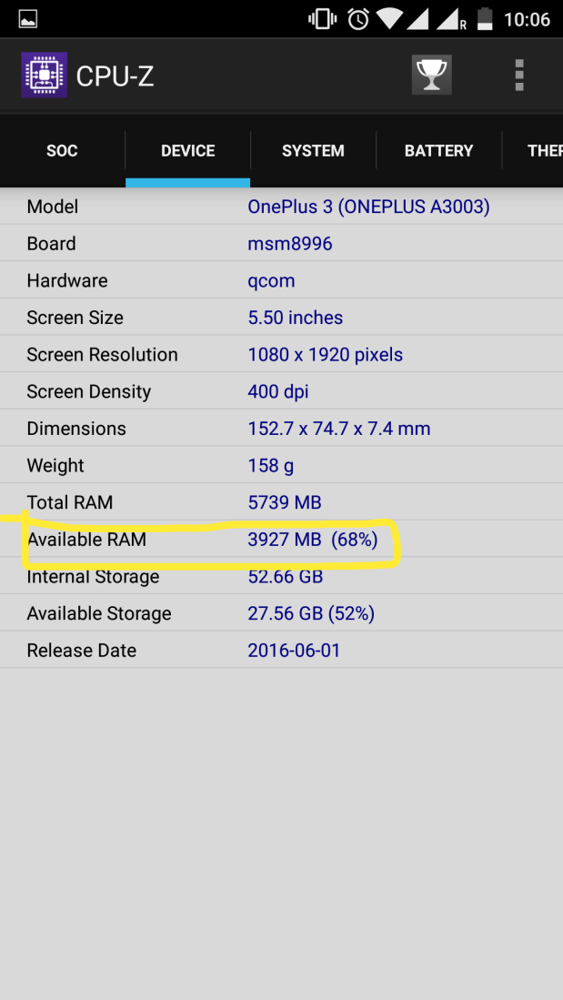 R 10:06
CPU-Z
SOC DEVICE SYSTEM BATTERY THER
Model OnePlus 3 (ONEPLUS A3003)
Board msm8996
Hardware qcom
Screen Size 5.50 inches
Screen Resolution 1080 x 1920 pixels
Screen Density 400 dpi
Dimensions 152.7 x 74.7 x 7.4 mm
Weight 158 g
Total RAM 5739 MB
Available RAM 3927 MB (68%)
Internal Storage 52.66 GB
Available Storage 27.56 GB (52%)
Release Date 2016-06-01